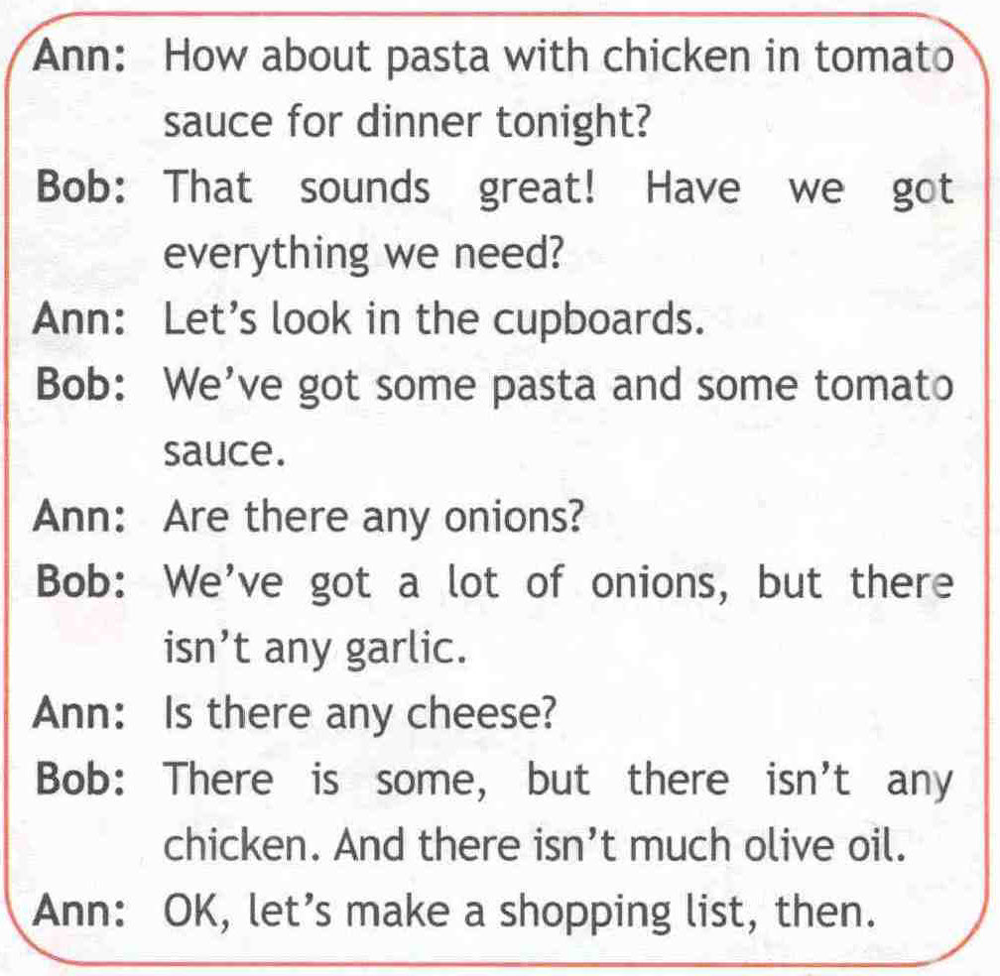 Ann: How about pasta with chicken in tomato
sauce for dinner tonight?
Bob: That sounds great! Have we got
everything we need?
Ann: Let's look in the cupboards.
Bob: We've got some pasta and some tomato
sauce.
Ann: Are there any onions?
Bob: We've got a lot of onions, but there
isn't any garlic.
Ann: Is there any cheese?
Bob: There is some, but there isn't any
chicken. And there isn't much olive oil.
Ann: OK, let's make a shopping list, then.